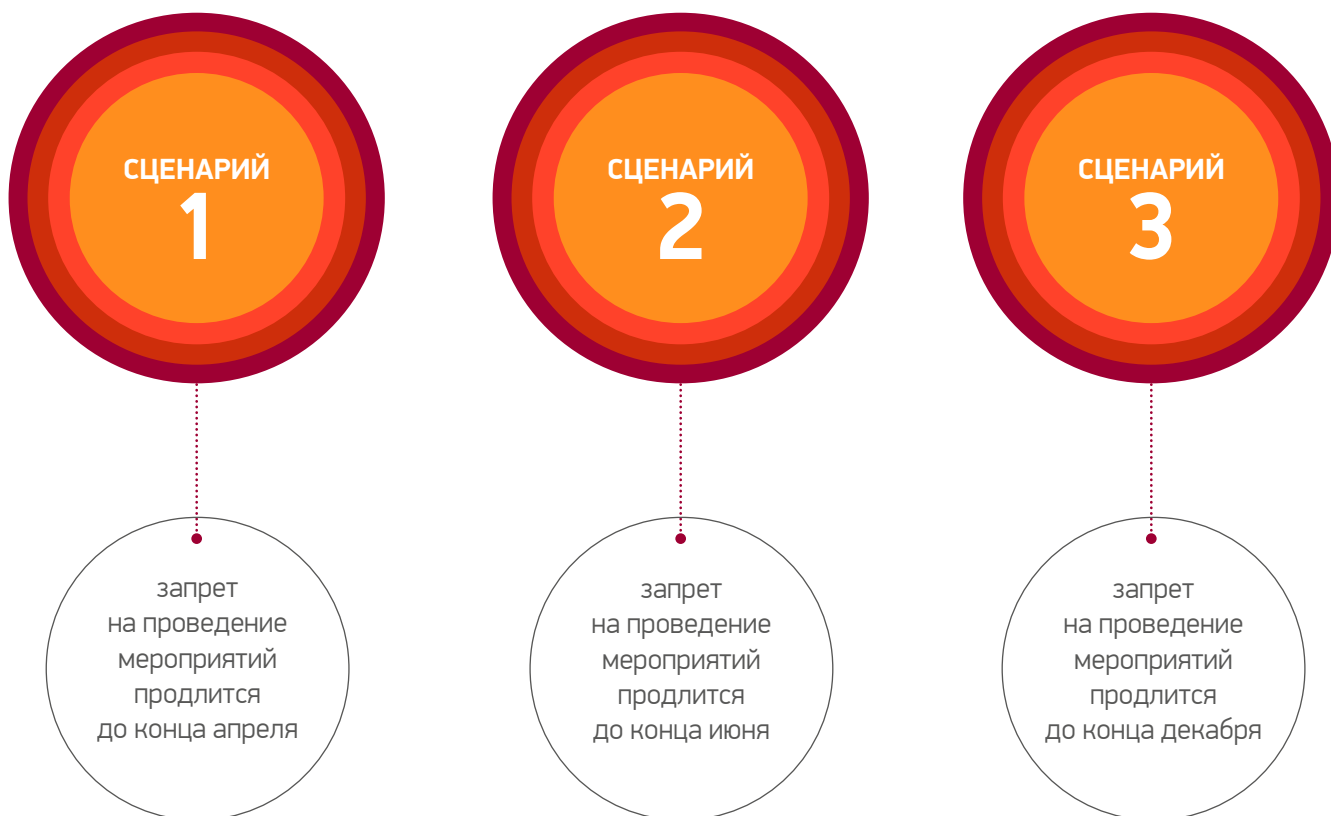 СЦЕНАРИЙ
1
запрет
на проведение
мероприятий
продлится
до конца апреля
СЦЕНАРИЙ
2
запрет
на проведение
мероприятий
продлится
до конца июня
СЦЕНАРИЙ
3
запрет
на проведение
мероприятий
продлится
до конца декабря